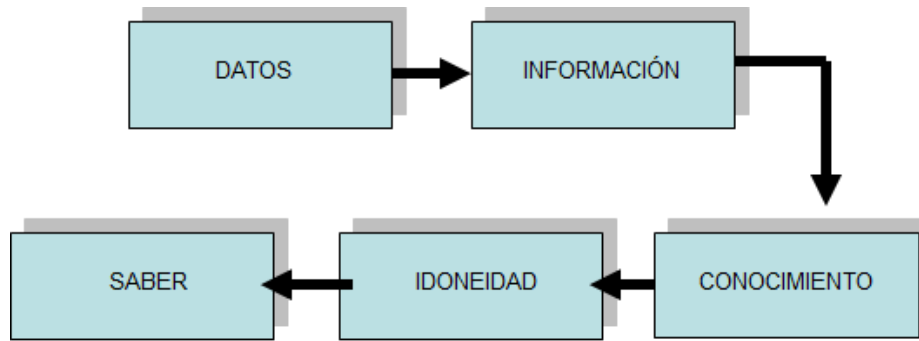 DATOS
INFORMACIÓN
CONOCIMIENTO
IDONEIDAD
SABER